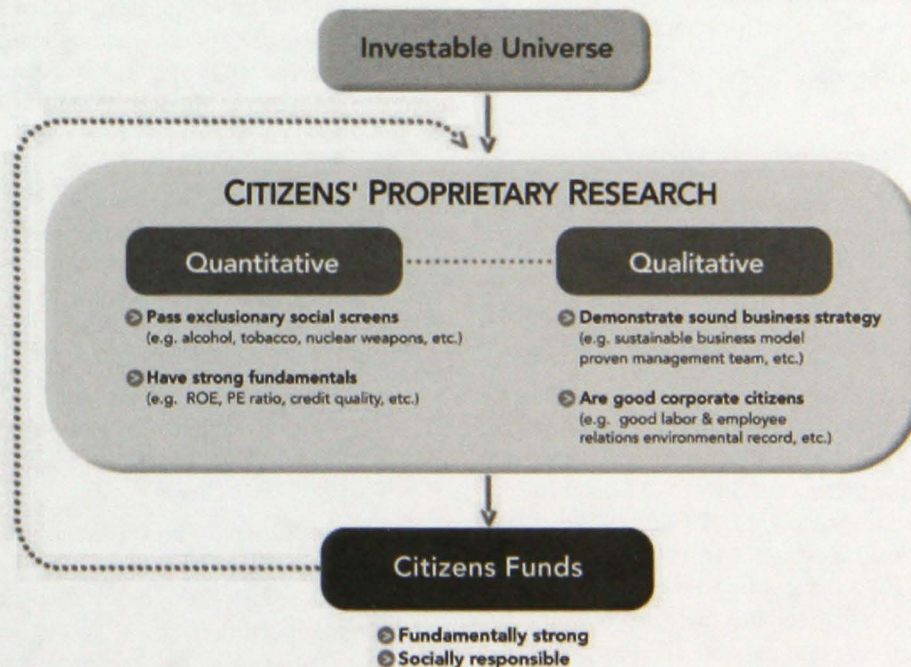 Investable Universe
CITIZENS' PROPRIETARY RESEARCH
Quantitative
Pass exclusionary social screens
(e.g. alcohol, tobacco, nuclear weapons, etc.)
Have strong fundamentals
(e.g. ROE, PE ratio, credit quality, etc.)
Qualitative
Demonstrate sound business strategy
(e.g. sustainable business model
proven management team, etc.)
Are good corporate citizens
(e.g. good labor & employee
relations environmental record, etc.)
Citizens Funds
Fundamentally strong
Socially responsible